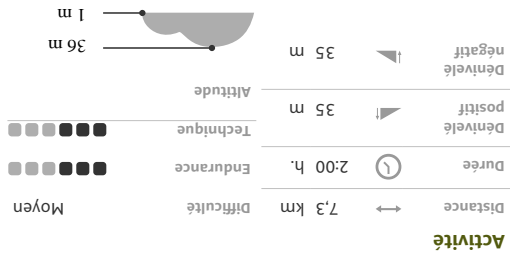 Activité
Distance 7,3 km
Durée 2:00 h.
Dénivelé
positif 35 m
Dénivelé
négatif 35 m
Difficulté Moyen
Endurance
Technique
Altitude
36 m
1 m